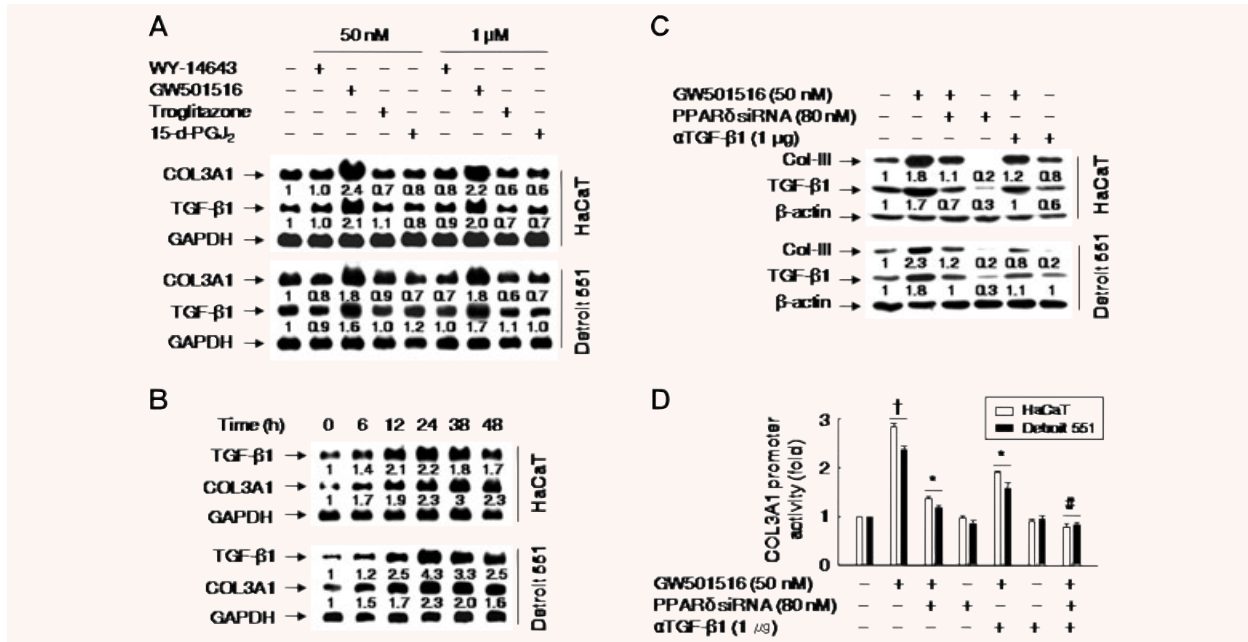 A
50 nM 1 µM
WY-14643 – + – – – + – – –
GW501516 – – + – – – + – –
Troglitazone – – – + – – – + –
15-d-PGJ2 – – – – + – – – +
COL3A1
1 1.0 2.4 0.7 0.8 0.8 2.2 0.6 0.6
TGF-β1
1 1.0 2.1 1.1 0.8 0.9 2.0 0.7 0.7
GAPDH
HaCaT
COL3A1
1 0.8 1.8 0.9 0.7 0.7 1.8 0.6 0.7
TGF-β1
1 0.9 1.6 1.0 1.2 1.0 1.7 1.1 1.0
GAPDH
Detroit 551
B
Time (h) 0 6 12 24 38 48
TGF-β1
1 1.4 2.1 2.2 1.8 1.7
COL3A1
1 1.7 1.9 2.3 3 2.3
GAPDH
HaCaT
TGF-β1
1 1.2 2.5 4.3 3.3 2.5
COL3A1
1 1.5 1.7 2.3 2.0 1.6
GAPDH
Detroit 551
C
GW501516 (50 nM) – + + – + –
PPARδ siRNA (80 nM) – – + + – –
αTGF-β1 (1 µg) – – – – + +
Col-III
1 1.8 1.1 0.2 1.2 0.8
TGF-β1
1 1.7 0.7 0.3 1 0.6
β-actin
HaCaT
Col-III
1 2.3 1.2 0.2 0.8 0.2
TGF-β1
1 1.8 1 0.3 1.1 1
β-actin
Detroit 551
D
HaCaT
Detroit 551
COL3A1 promoter
activity (fold)
3
2
1
0
†
*
*
#
GW501516 (50 nM) – + + – + – +
PPARδ siRNA (80 nM) – – + + – – +
αTGF-β1 (1 µg) – – – – + + +